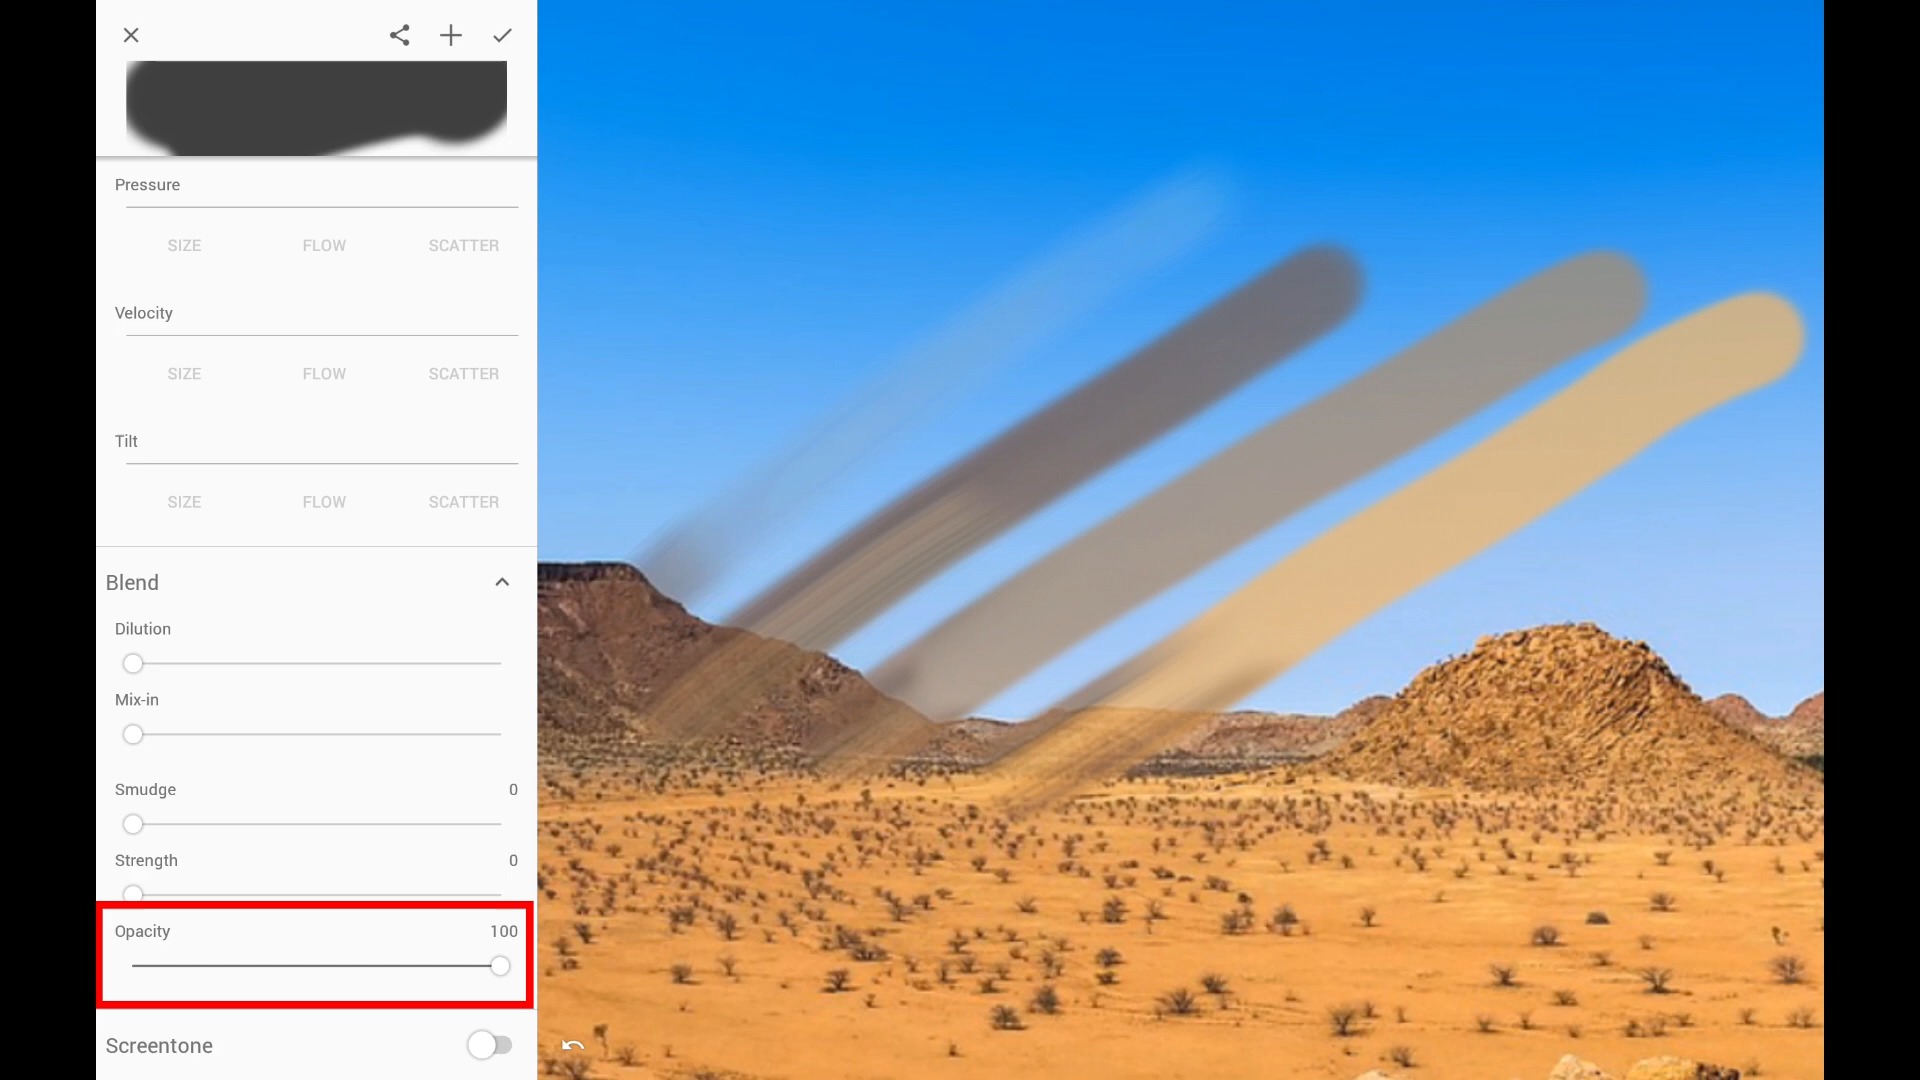 Pressure
SIZE FLOW SCATTER
Velocity
SIZE FLOW SCATTER
Tilt
SIZE FLOW SCATTER
Blend
Dilution
Mix-in
Smudge 0
Strength 0
Opacity 100
Screentone